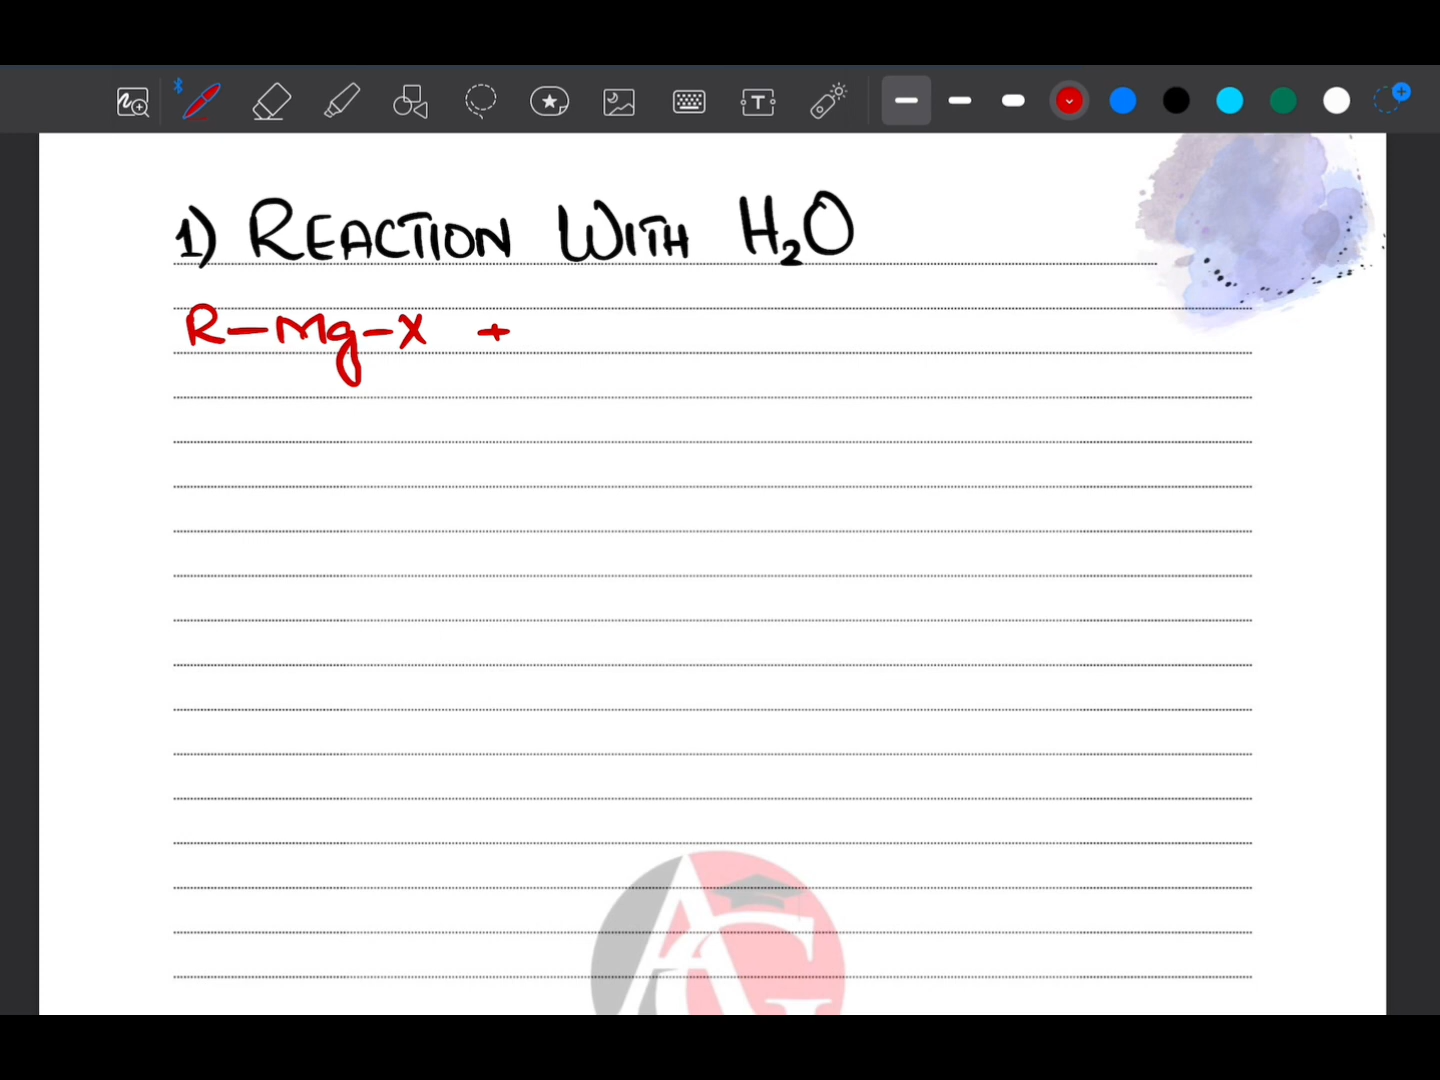 1) REACTION WITH H₂O
R-Mg-X +